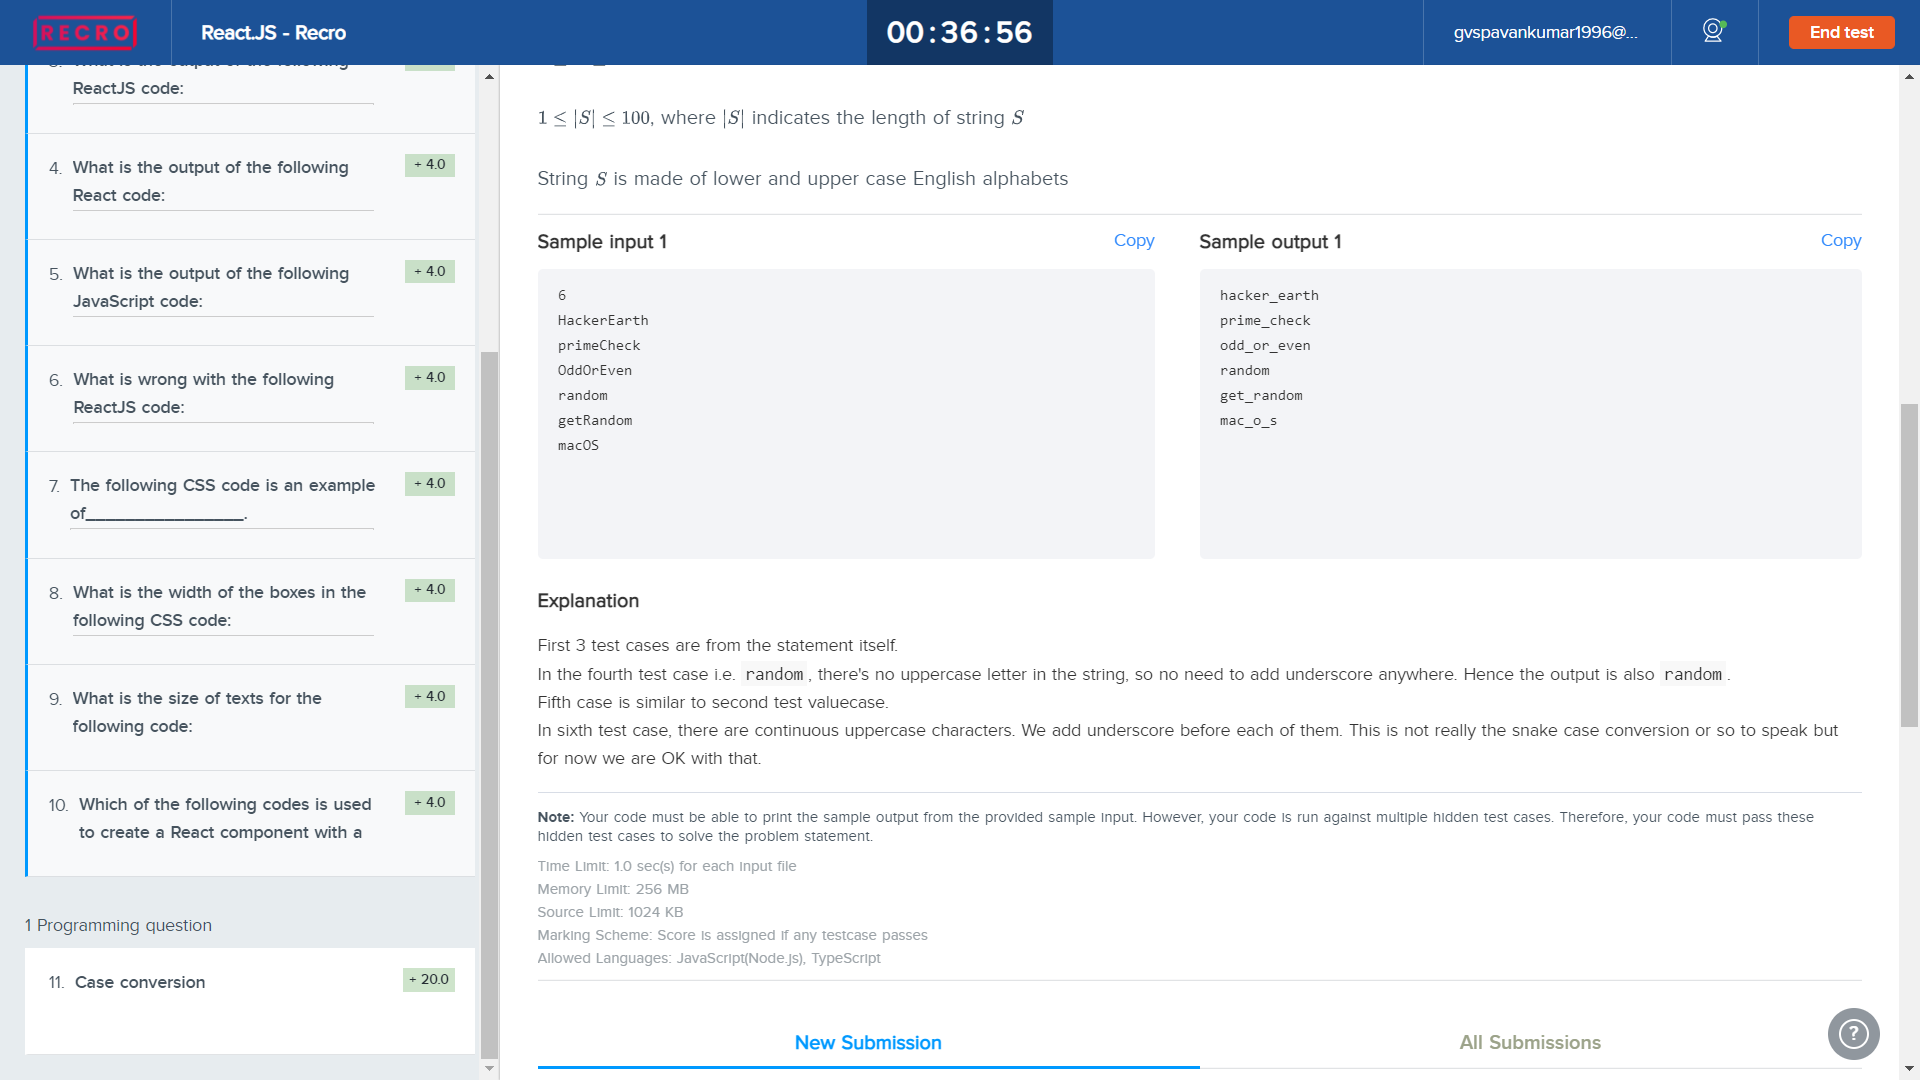 RECRO
React.JS - Recro
00:36:56
gvspavankumar1996@...
End test
ReactJS code:
4. What is the output of the following + 4.0
React code:
5. What is the output of the following + 4.0
JavaScript code:
6. What is wrong with the following + 4.0
ReactJS code:
7. The following CSS code is an example + 4.0
of________________.
8. What is the width of the boxes in the + 4.0
following CSS code:
9. What is the size of texts for the + 4.0
following code:
10. Which of the following codes is used + 4.0
to create a React component with a
1 Programming question
11. Case conversion + 20.0
1 ≤ |S| ≤ 100, where |S| indicates the length of string S
String S is made of lower and upper case English alphabets
Sample input 1 Copy
6
HackerEarth
primeCheck
OddOrEven
random
getRandom
macOS
Sample output 1 Copy
hacker_earth
prime_check
odd_or_even
random
get_random
mac_o_s
Explanation
First 3 test cases are from the statement itself.
In the fourth test case i.e. random , there's no uppercase letter in the string, so no need to add underscore anywhere. Hence the output is also random .
Fifth case is similar to second test valuecase.
In sixth test case, there are continuous uppercase characters. We add underscore before each of them. This is not really the snake case conversion or so to speak but
for now we are OK with that.
Note: Your code must be able to print the sample output from the provided sample input. However, your code is run against multiple hidden test cases. Therefore, your code must pass these
hidden test cases to solve the problem statement.
Time Limit: 1.0 sec(s) for each input file
Memory Limit: 256 MB
Source Limit: 1024 KB
Marking Scheme: Score is assigned if any testcase passes
Allowed Languages: JavaScript(Node.js), TypeScript
New Submission
All Submissions
?